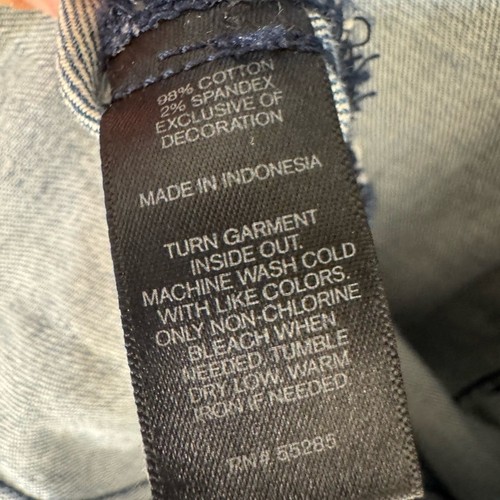 98% COTTON
2% SPANDEX
EXCLUSIVE OF
DECORATION
MADE IN INDONESIA
TURN GARMENT
INSIDE OUT.
MACHINE WASH COLD
WITH LIKE COLORS.
ONLY NON-CHLORINE
BLEACH WHEN
NEEDED. TUMBLE
DRY, LOW, WARM
IRON IF NEEDED.
RN# 55285